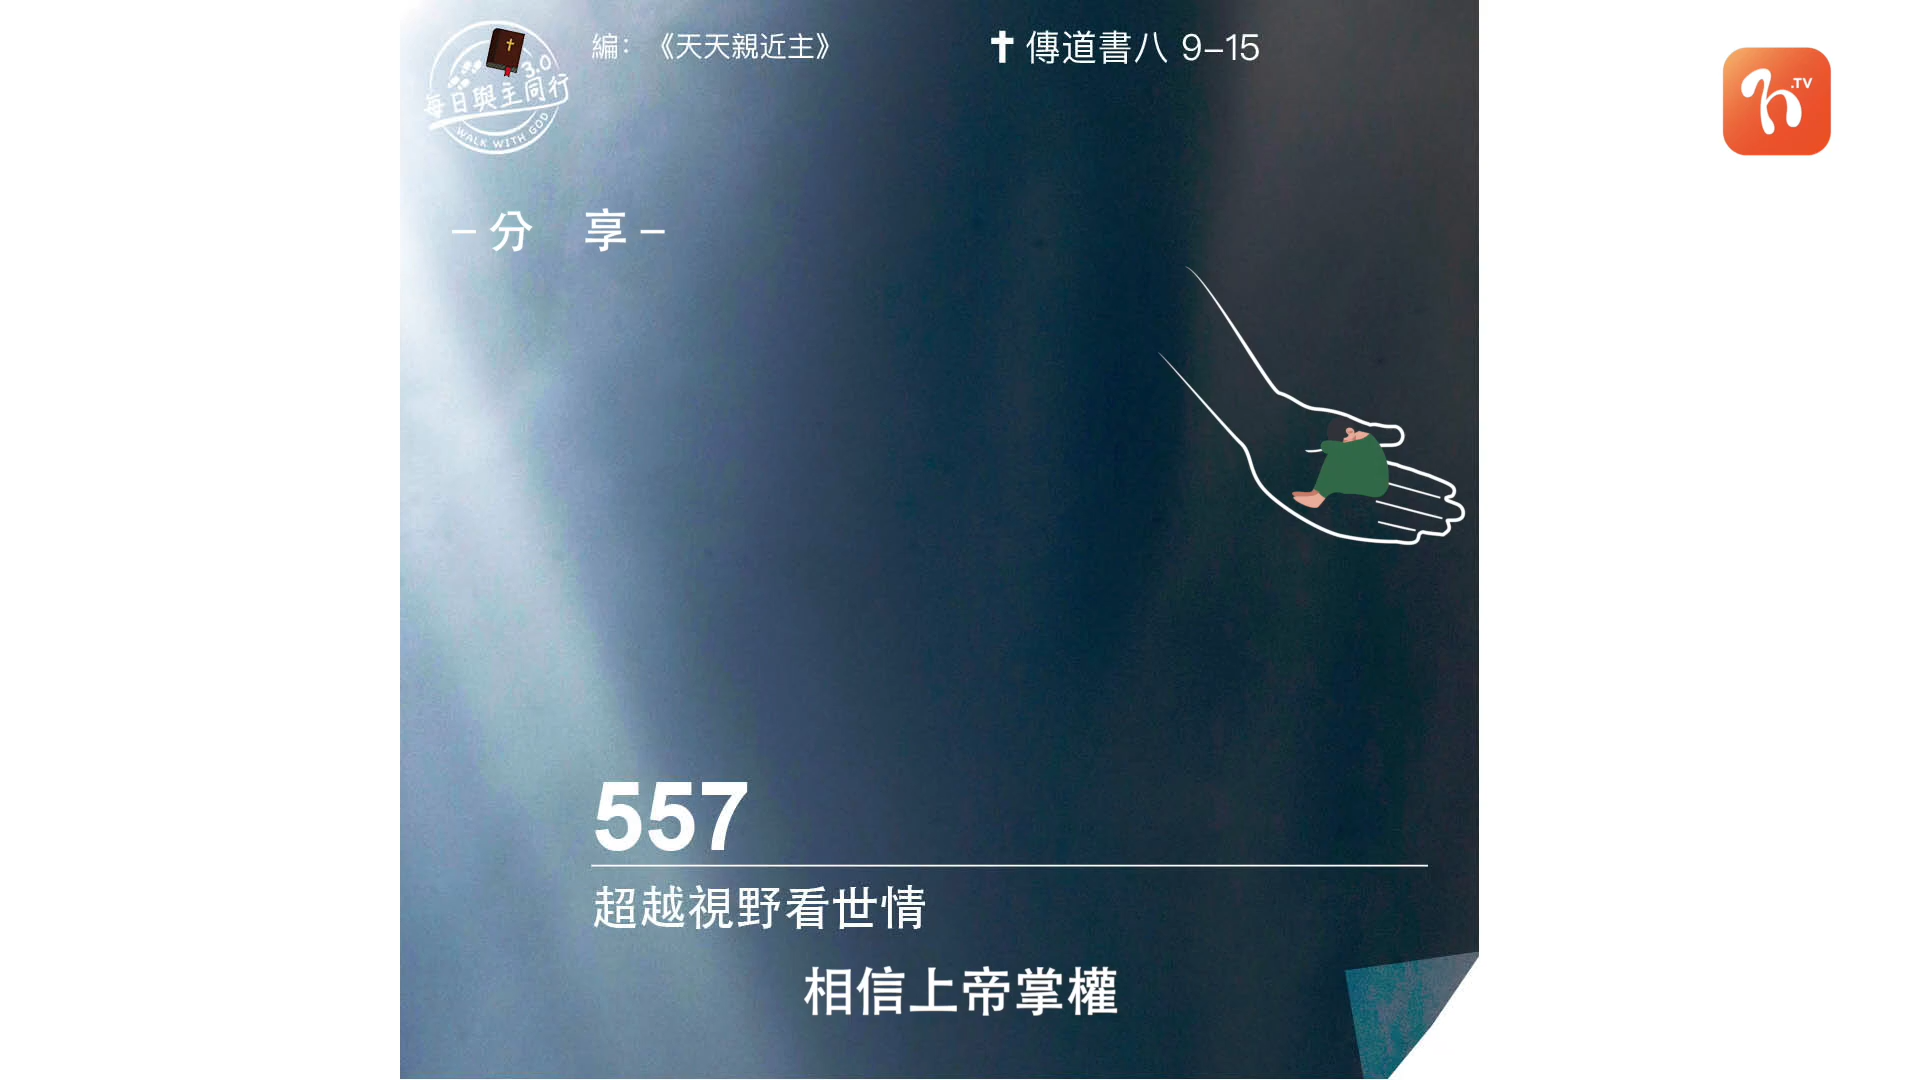 編：《天天親近主》
✝ 傳道書八 9–15
3.0
每日與主同行
WALK WITH GOD
.TV
– 分 享 –
557
超越視野看世情
相信上帝掌權